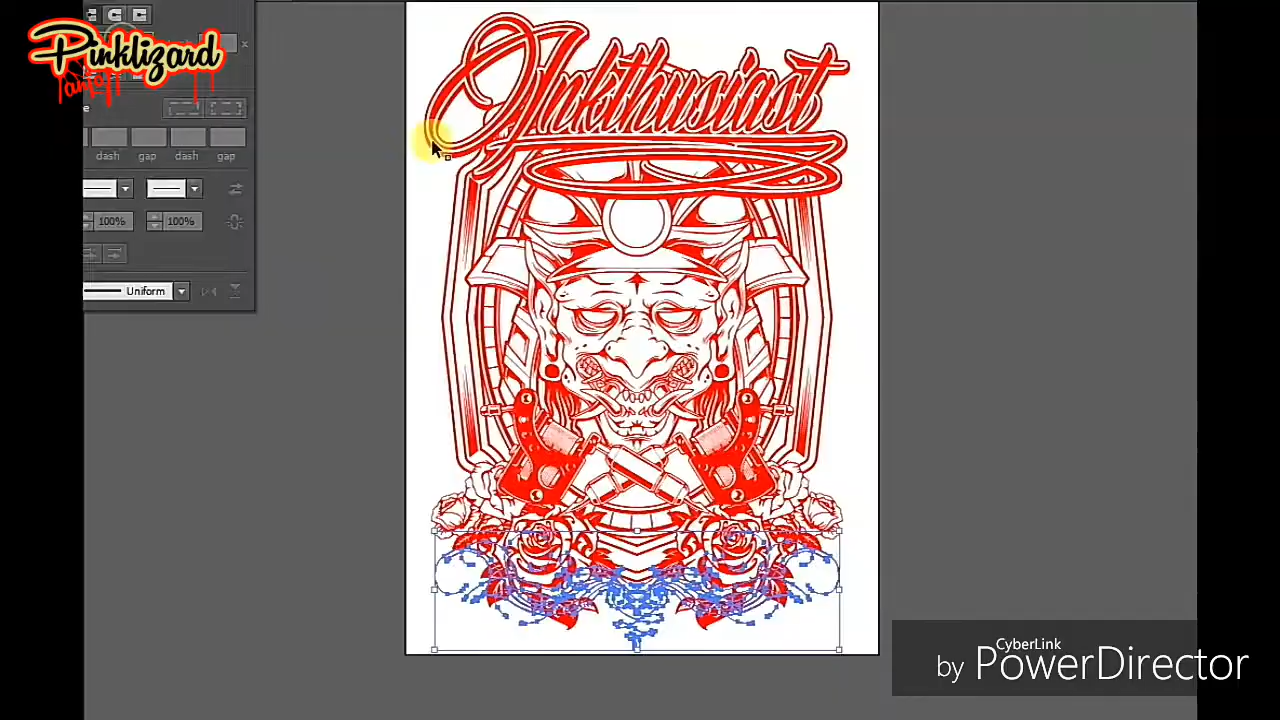 Pinklizard
Inkthusiast
dash gap dash gap
100% 100%
Uniform
CyberLink
by PowerDirector